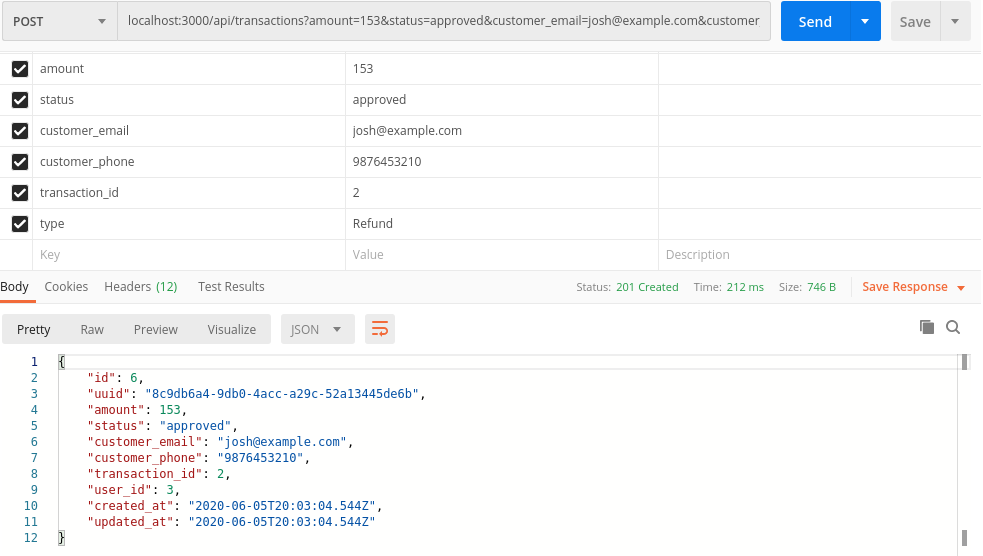 POST localhost:3000/api/transactions?amount=153&status=approved&customer_email=josh@example.com&customer Send Save
amount 153
status approved
customer_email josh@example.com
customer_phone 9876453210
transaction_id 2
type Refund
Key Value Description
Body Cookies Headers (12) Test Results Status: 201 Created Time: 212 ms Size: 746 B Save Response
Pretty Raw Preview Visualize JSON
1 {
2 "id": 6,
3 "uuid": "8c9db6a4-9db0-4acc-a29c-52a13445de6b",
4 "amount": 153,
5 "status": "approved",
6 "customer_email": "josh@example.com",
7 "customer_phone": "9876453210",
8 "transaction_id": 2,
9 "user_id": 3,
10 "created_at": "2020-06-05T20:03:04.544Z",
11 "updated_at": "2020-06-05T20:03:04.544Z"
12 }